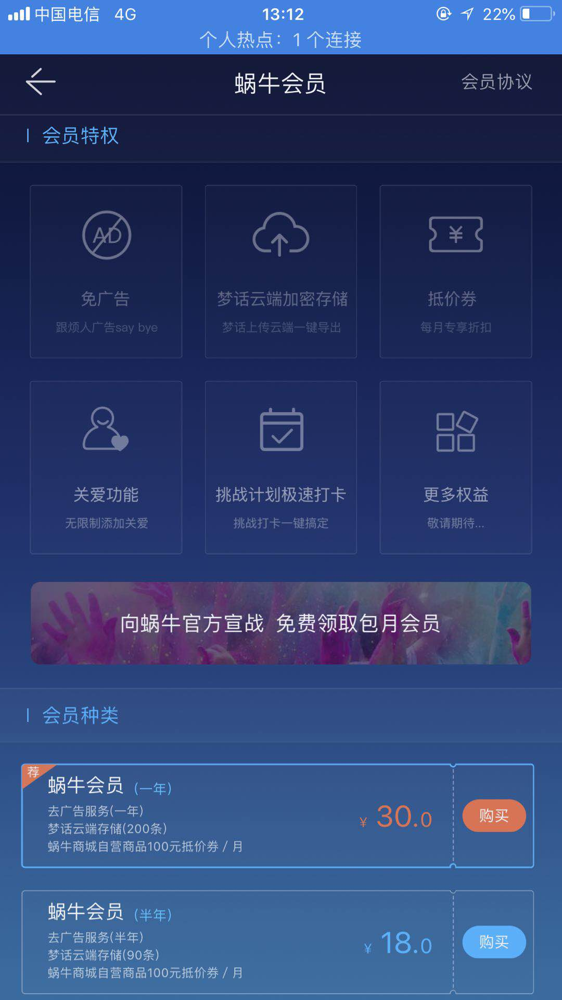 中国电信 4G 13:12 22%
个人热点：1 个连接
蜗牛会员 会员协议
会员特权
AD ¥
免广告 梦话云端加密存储 抵价券
跟烦人广告say bye 梦话上传云端一键导出 每月专享折扣
关爱功能 挑战计划极速打卡 更多权益
无限制添加关爱 挑战打卡一键搞定 敬请期待...
向蜗牛官方宣战 免费领取包月会员
会员种类
荐
蜗牛会员 (一年)
去广告服务(一年)
梦话云端存储(200条)
蜗牛商城自营商品100元抵价券 / 月
¥ 30.0 购买
蜗牛会员 (半年)
去广告服务(半年)
梦话云端存储(90条)
蜗牛商城自营商品100元抵价券 / 月
¥ 18.0 购买